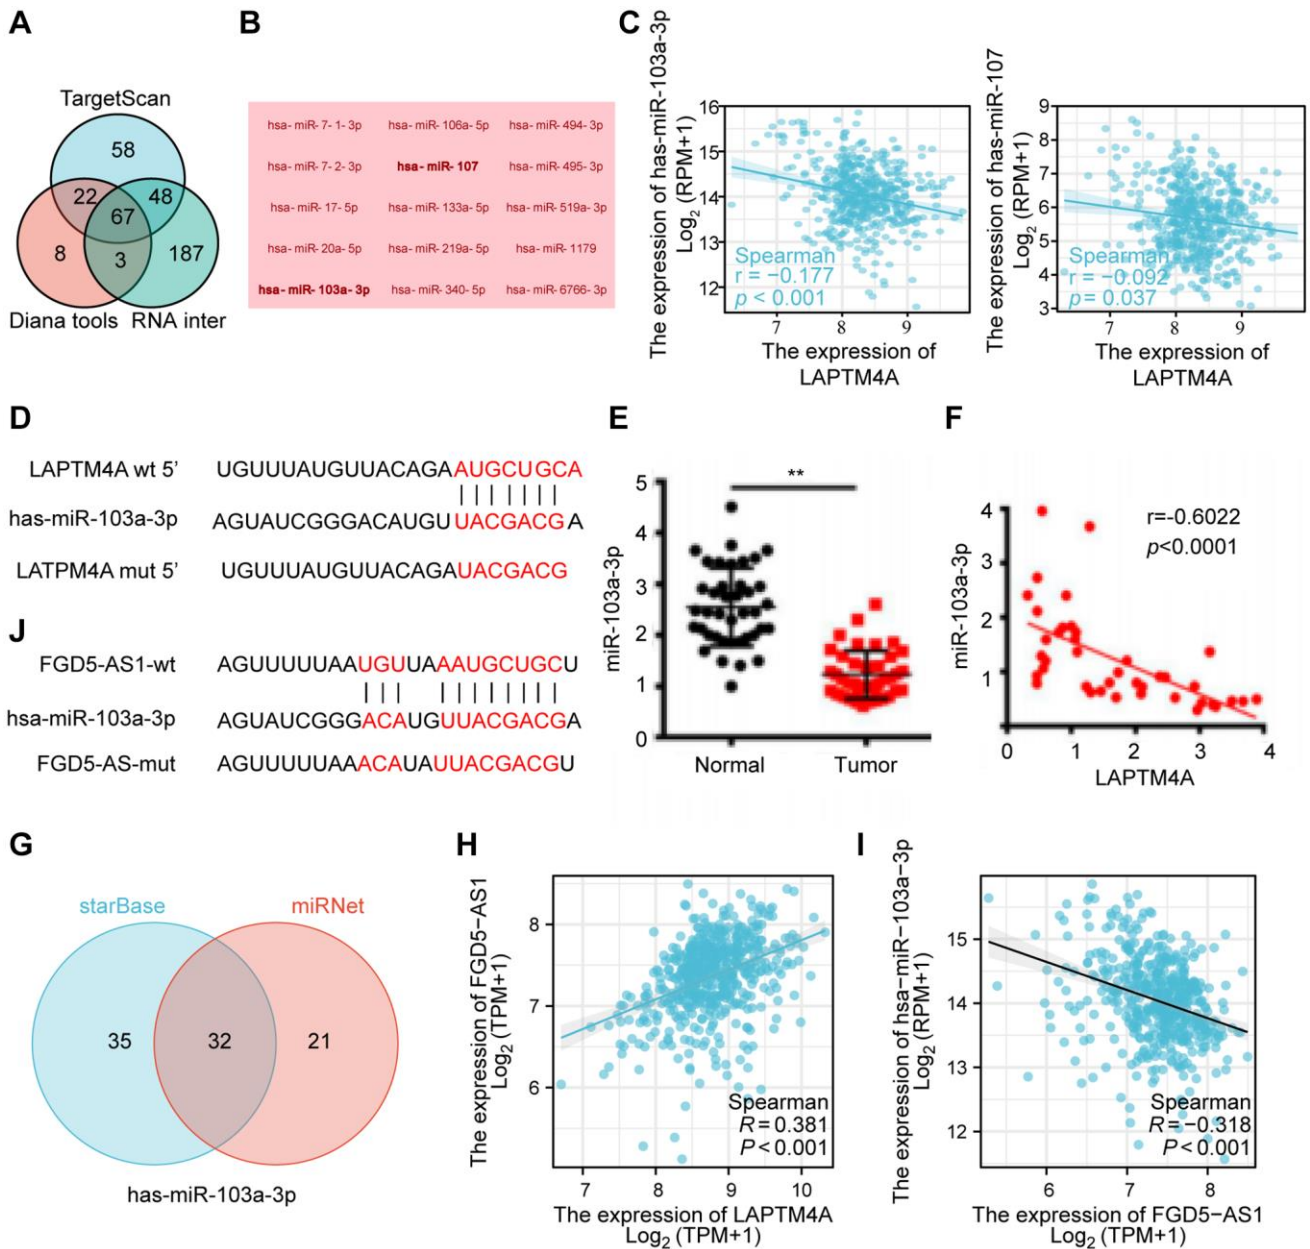 A
TargetScan
58
22
48
67
8
3
187
Diana tools
RNA inter
B
hsa- miR- 7- 1- 3p
hsa- miR- 106a- 5p
hsa- miR- 494- 3p
hsa- miR- 7- 2- 3p
hsa- miR- 107
hsa- miR- 495- 3p
hsa- miR- 17- 5p
hsa- miR- 133a- 5p
hsa- miR- 519a- 3p
hsa- miR- 20a- 5p
hsa- miR- 219a- 5p
hsa- miR- 1179
hsa- miR- 103a- 3p
hsa- miR- 340- 5p
hsa- miR- 6766- 3p
C
The expression of has-miR-103a-3p
Log2 (RPM+1)
16
15
14
13
12
Spearman
r = −0.177
p < 0.001
7
8
9
The expression of
LAPTM4A
The expression of has-miR-107
Log2 (RPM+1)
9
8
7
6
5
4
3
Spearman
r = −0.092
p = 0.037
7
8
9
The expression of
LAPTM4A
D
LAPTM4A wt 5’
UGUUUAUGUUACAGAAUGCUGCA
has-miR-103a-3p
AGUAUCGGGACAUGUUACGACGA
LATPM4A mut 5’
UGUUUAUGUUACAGAUACGACG
J
FGD5-AS1-wt
AGUUUUUAAUGUUAAAUGCUGCU
hsa-miR-103a-3p
AGUAUCGGGACAUGUUACGACGA
FGD5-AS-mut
AGUUUUUAAACAUAUUACGACGU
E
miR-103a-3p
5
4
3
2
1
0
**
Normal
Tumor
F
miR-103a-3p
4
3
2
1
r=-0.6022
p<0.0001
0
1
2
3
4
LAPTM4A
G
starBase
miRNet
35
32
21
has-miR-103a-3p
H
The expression of FGD5−AS1
Log2 (TPM+1)
8
7
6
Spearman
R = 0.381
P < 0.001
7
8
9
10
The expression of LAPTM4A
Log2 (TPM+1)
I
The expression of hsa−miR−103a−3p
Log2 (RPM+1)
15
14
13
12
Spearman
R = −0.318
P < 0.001
6
7
8
The expression of FGD5−AS1
Log2 (TPM+1)